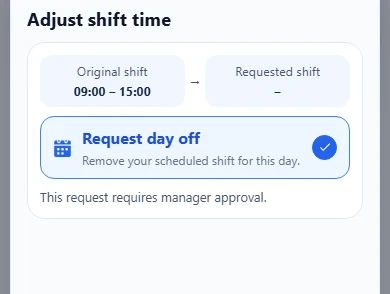 Adjust shift time
Original shift
09:00 – 15:00
→
Requested shift
–
Request day off
Remove your scheduled shift for this day.
This request requires manager approval.